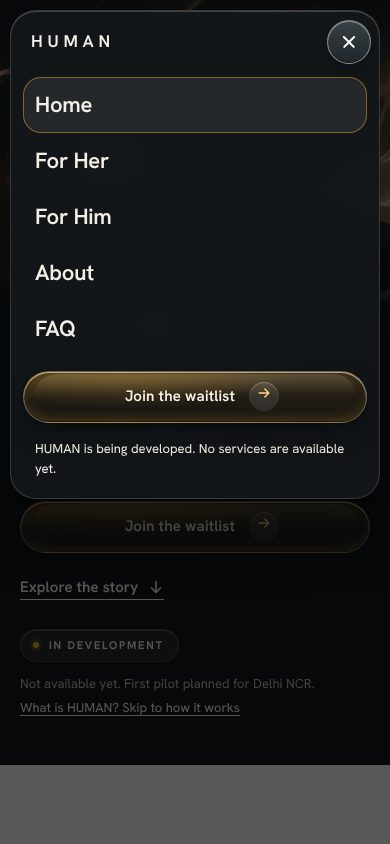 HUMAN
Home
For Her
For Him
About
FAQ
Join the waitlist
HUMAN is being developed. No services are available
yet.
Join the waitlist
Explore the story
IN DEVELOPMENT
Not available yet. First pilot planned for Delhi NCR.
What is HUMAN? Skip to how it works